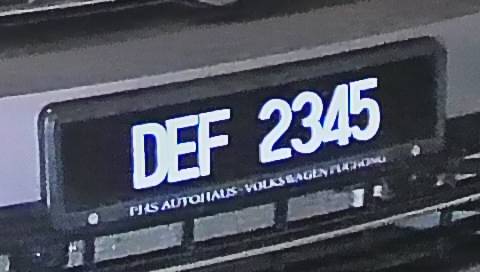 DEF 2345
PHS AUTOHAUS - VOLKSWAGEN PUCHONG